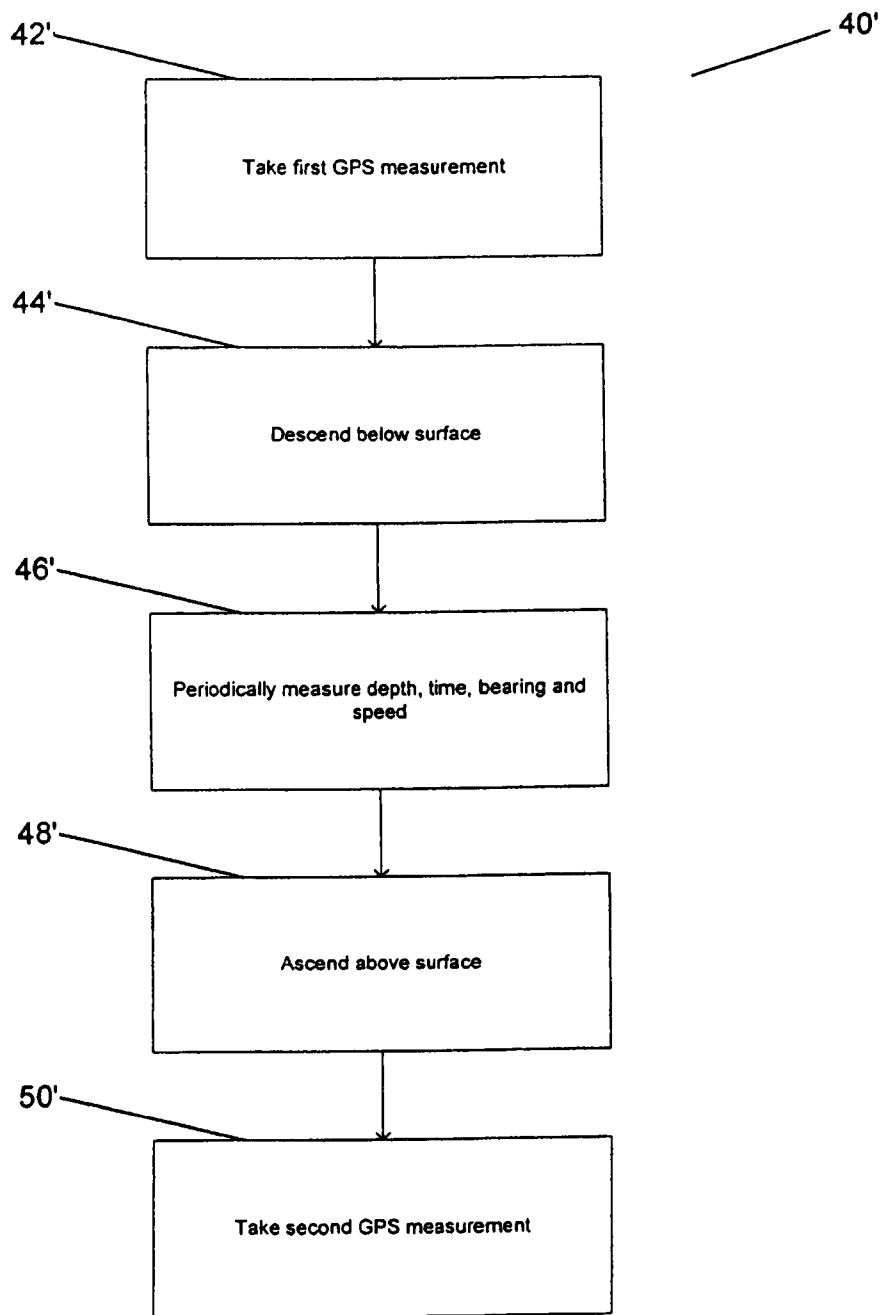 42'
40'
Take first GPS measurement
44'
Descend below surface
46'
Periodically measure depth, time, bearing and
speed
48'
Ascend above surface
50'
Take second GPS measurement